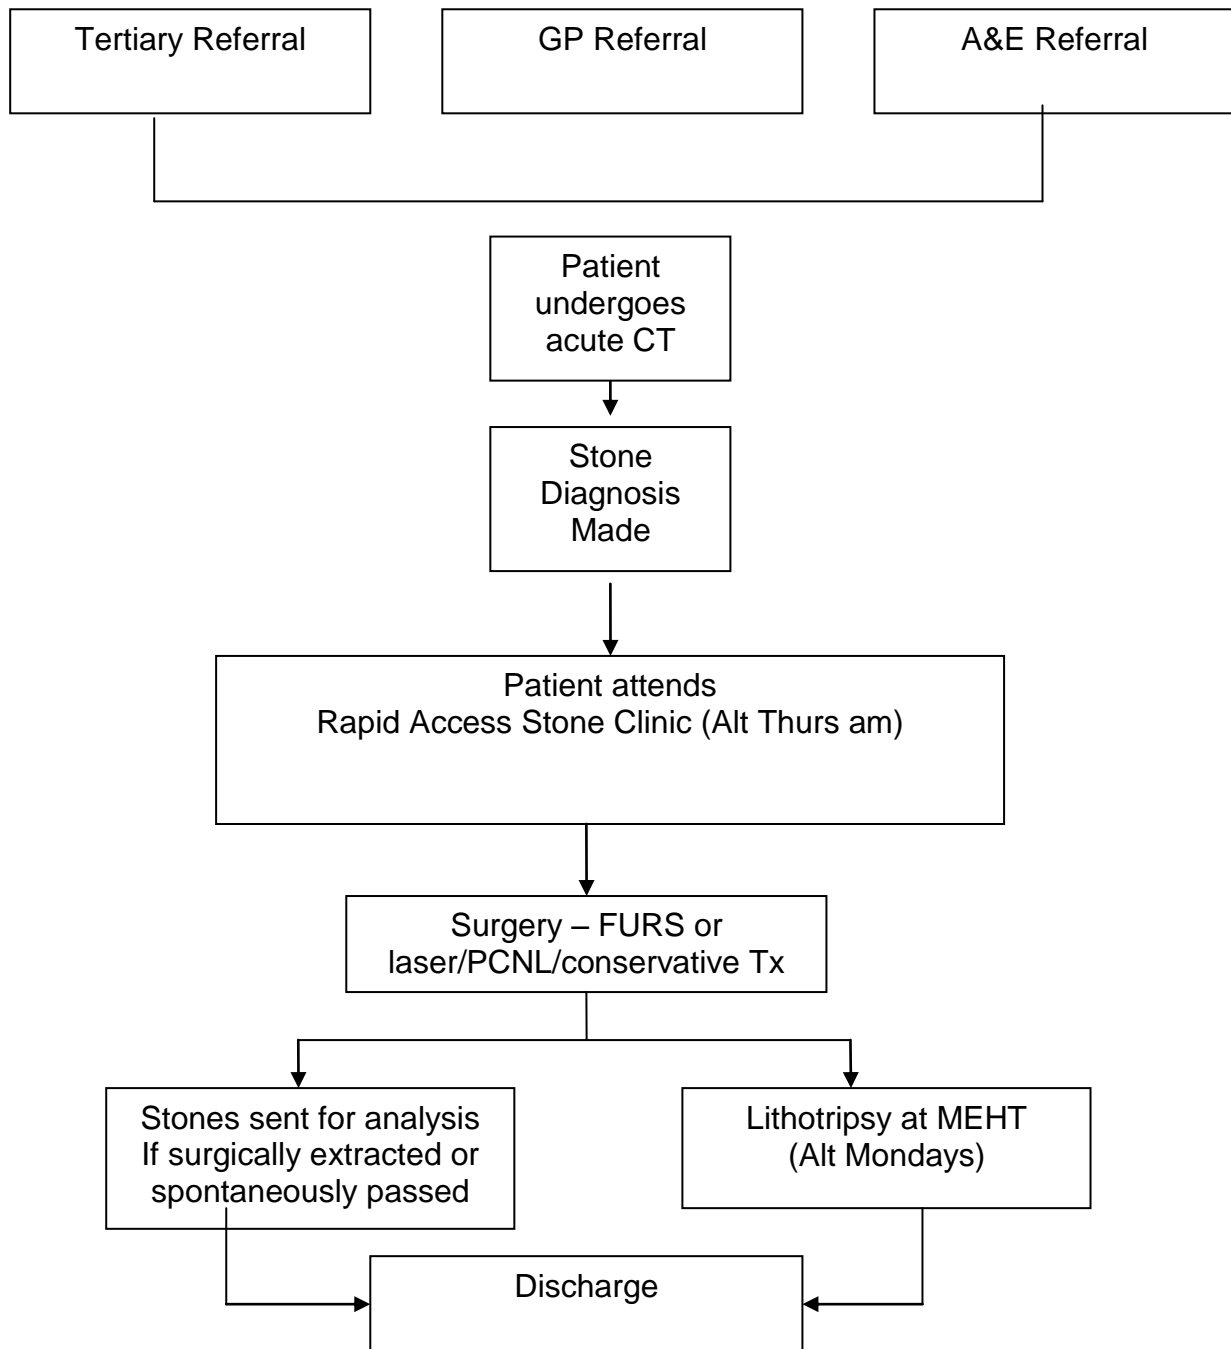 Tertiary Referral
GP Referral
A&E Referral
Patient
undergoes
acute CT
Stone
Diagnosis
Made
Patient attends
Rapid Access Stone Clinic (Alt Thurs am)
Surgery – FURS or
laser/PCNL/conservative Tx
Stones sent for analysis
If surgically extracted or
spontaneously passed
Lithotripsy at MEHT
(Alt Mondays)
Discharge